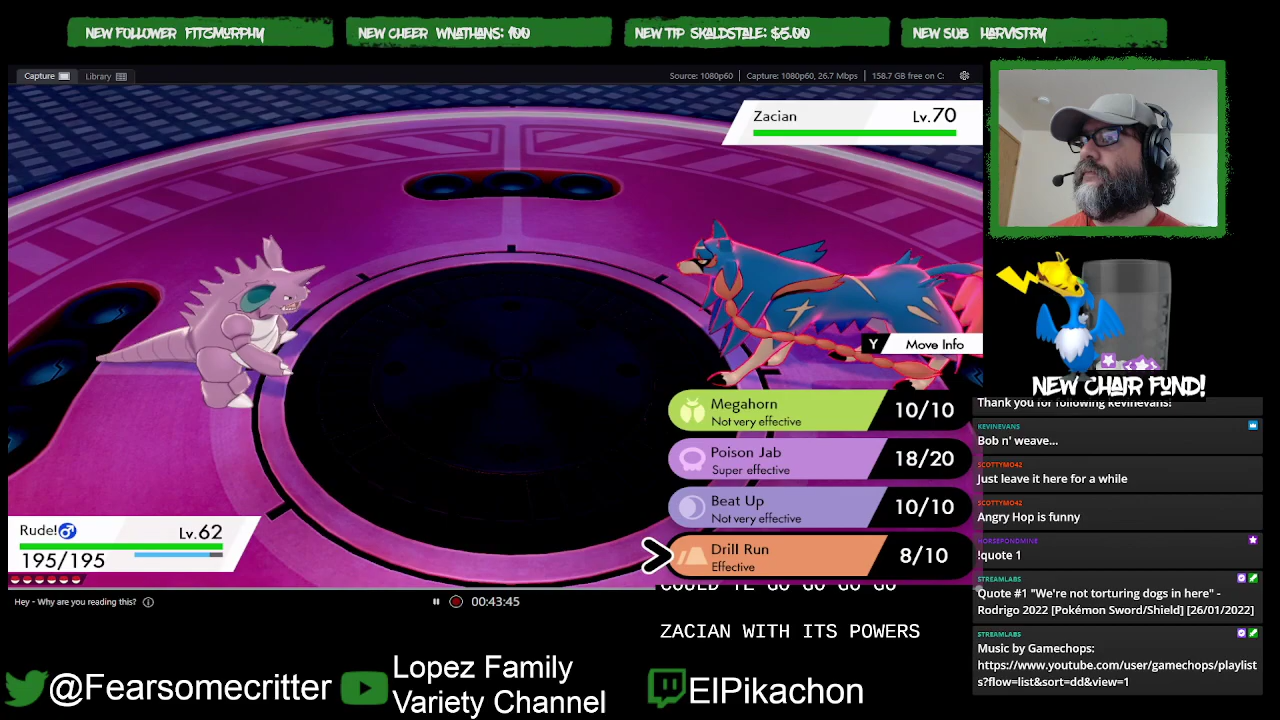 NEW FOLLOWER FITZMURPHY
NEW CHEER WNATHANS: 100
NEW TIP SKALDSTALE: $5.00
NEW SUB HARVISTRY
Capture
Library
Source: 1080p60
Capture: 1080p60, 26.7 Mbps
158.7 GB free on C:
Zacian
Lv.70
Y Move Info
Megahorn
Not very effective
10/10
Poison Jab
Super effective
18/20
Beat Up
Not very effective
10/10
Drill Run
Effective
8/10
Rude!
Lv.62
195/195
Hey - Why are you reading this?
00:43:45
ZACIAN WITH ITS POWERS
NEW CHAIR FUND!
Thank you for following kevinevans!
KEVINEVANS
Bob n' weave...
SCOTTYMO42
Just leave it here for a while
SCOTTYMO42
Angry Hop is funny
HORSEPONDMINE
!quote 1
STREAMLABS
Quote #1 "We're not torturing dogs in here" -
Rodrigo 2022 [Pokémon Sword/Shield] [26/01/2022]
STREAMLABS
Music by Gamechops:
https://www.youtube.com/user/gamechops/playlist
s?flow=list&sort=dd&view=1
@Fearsomecritter
Lopez Family
Variety Channel
ElPikachon